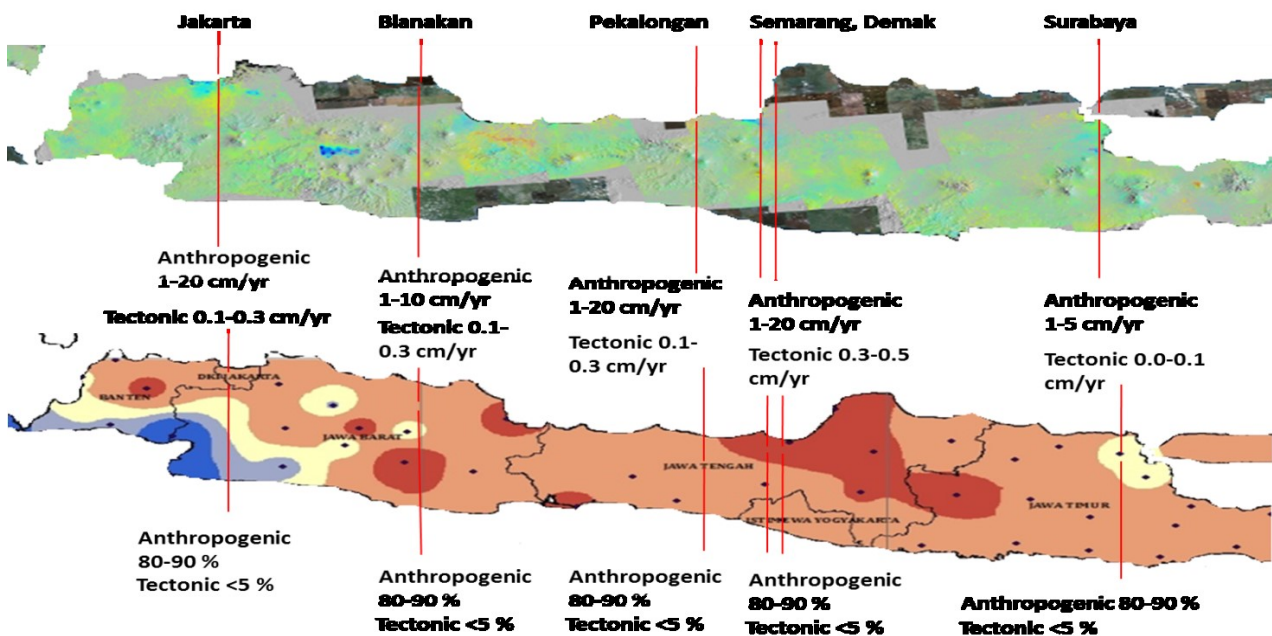 Jakarta
Blanakan
Pekalongan
Semarang, Demak
Surabaya
Anthropogenic
1-20 cm/yr
Tectonic 0.1-0.3 cm/yr
Anthropogenic
1-10 cm/yr
Tectonic 0.1-
0.3 cm/yr
Anthropogenic
1-20 cm/yr
Tectonic 0.1-
0.3 cm/yr
Anthropogenic
1-20 cm/yr
Tectonic 0.3-0.5
cm/yr
Anthropogenic
1-5 cm/yr
Tectonic 0.0-0.1
cm/yr
DKI JAKARTA
BANTEN
JAWA BARAT
JAWA TENGAH
ISTIMEWA YOGYAKARTA
JAWA TIMUR
Anthropogenic
80-90 %
Tectonic <5 %
Anthropogenic
80-90 %
Tectonic <5 %
Anthropogenic
80-90 %
Tectonic <5 %
Anthropogenic
80-90 %
Tectonic <5 %
Anthropogenic 80-90 %
Tectonic <5 %